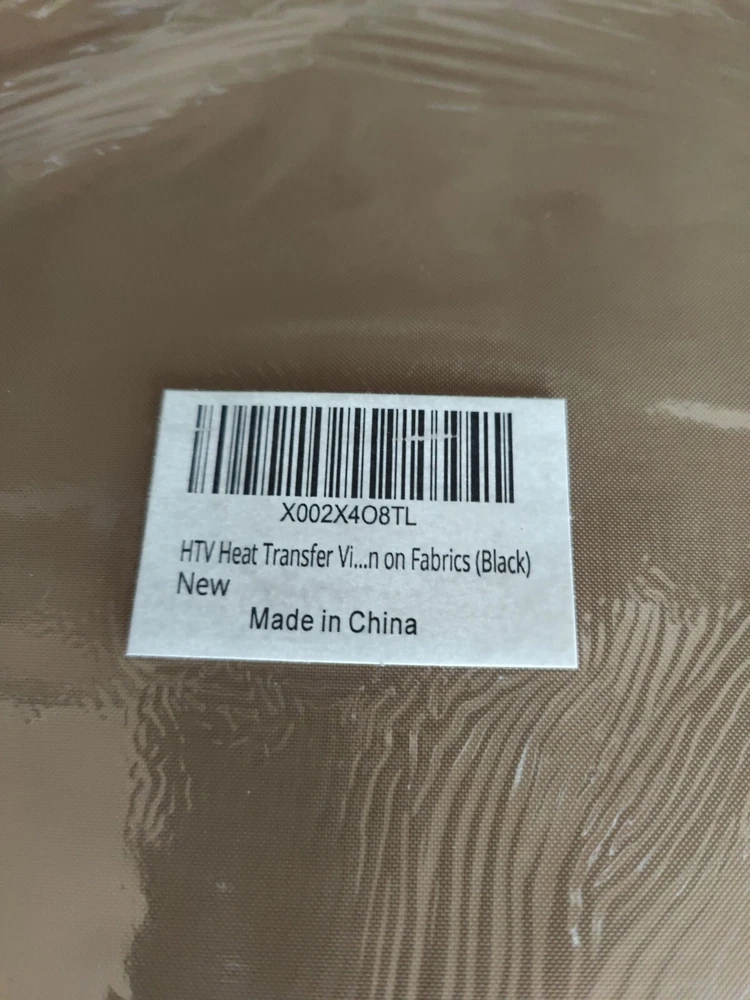 X002X4O8TL
HTV Heat Transfer Vi...n on Fabrics (Black)
New
Made in China